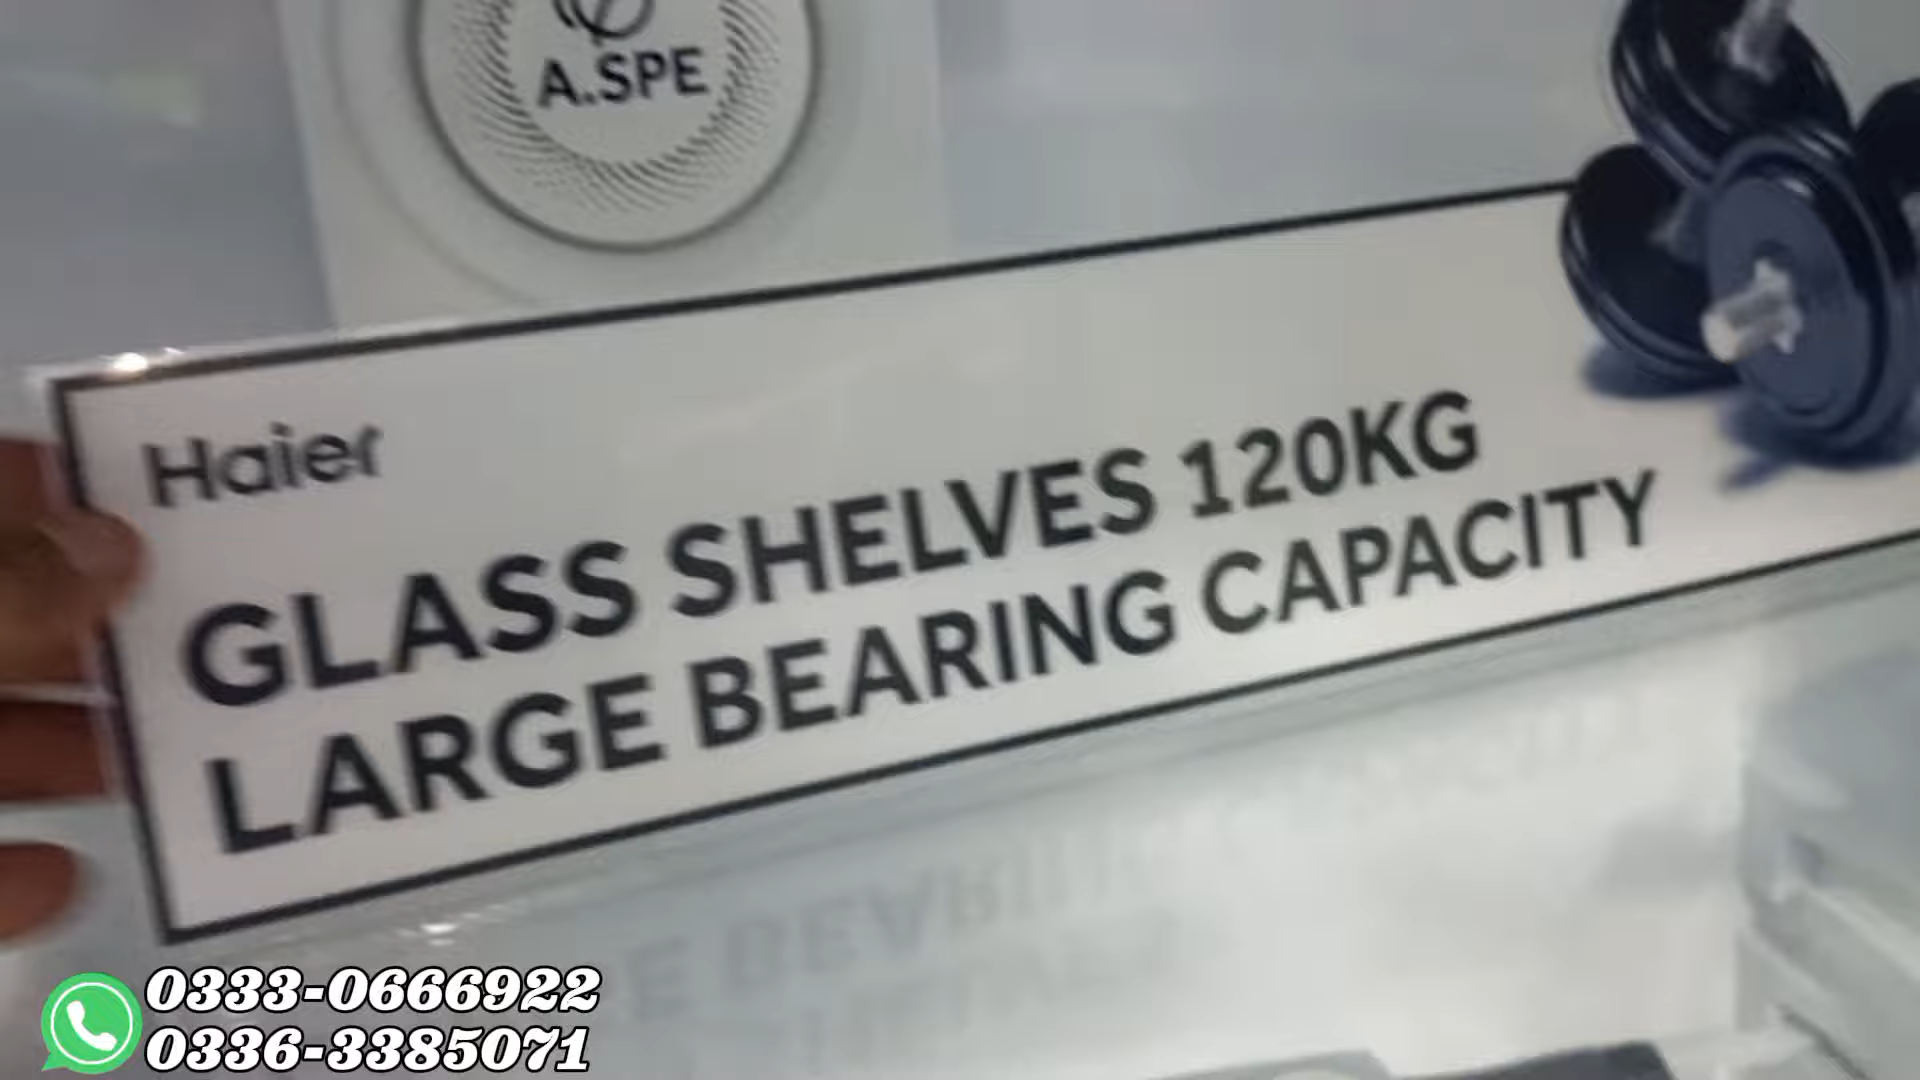 A.SPE
Haier
GLASS SHELVES 120KG
LARGE BEARING CAPACITY
0333-0666922
0336-3385071